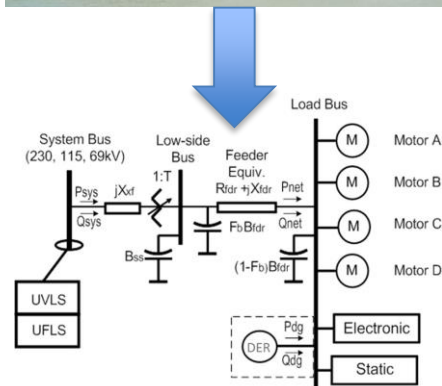 Load Bus
System Bus
(230, 115, 69kV)
Low-side
Bus
Feeder
Equiv.
Rfdr +jXfdr
1:T
Psys
Qsys
jXxf
Pnet
Qnet
Bss
FbBfdr
(1-Fb)Bfdr
M
Motor A
M
Motor B
M
Motor C
M
Motor D
UVLS
UFLS
DER
Pdg
Qdg
Electronic
Static